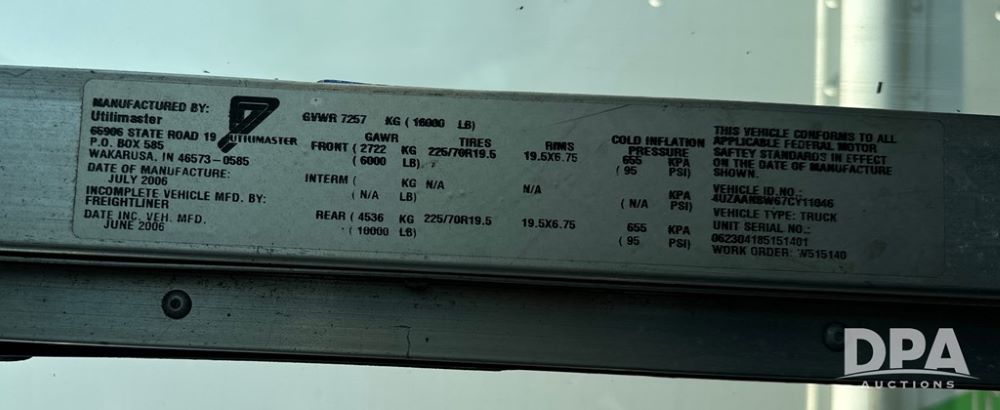 MANUFACTURED BY:
Utilimaster
65906 STATE ROAD 19
P.O. BOX 585
WAKARUSA, IN 46573-0585
DATE OF MANUFACTURE:
JULY 2006
INCOMPLETE VEHICLE MFD. BY:
FREIGHTLINER
DATE INC. VEH. MFD.
JUNE 2006
UTILIMASTER
GVWR 7257 KG ( 16000 LB)
GAWR TIRES RIMS COLD INFLATION PRESSURE
FRONT ( 2722 KG 225/70R19.5 19.5X6.75 655 KPA
( 6000 LB) ( 95 PSI)
INTERM ( KG N/A N/A KPA
( N/A LB) ( N/A PSI)
REAR ( 4536 KG 225/70R19.5 19.5X6.75 655 KPA
( 10000 LB) ( 95 PSI)
THIS VEHICLE CONFORMS TO ALL
APPLICABLE FEDERAL MOTOR
SAFTEY STANDARDS IN EFFECT
ON THE DATE OF MANUFACTURE
SHOWN.
VEHICLE ID.NO.:
VEHICLE TYPE: TRUCK
UNIT SERIAL NO.:
062304185151401
WORK ORDER: W515140
DPA
AUCTIONS